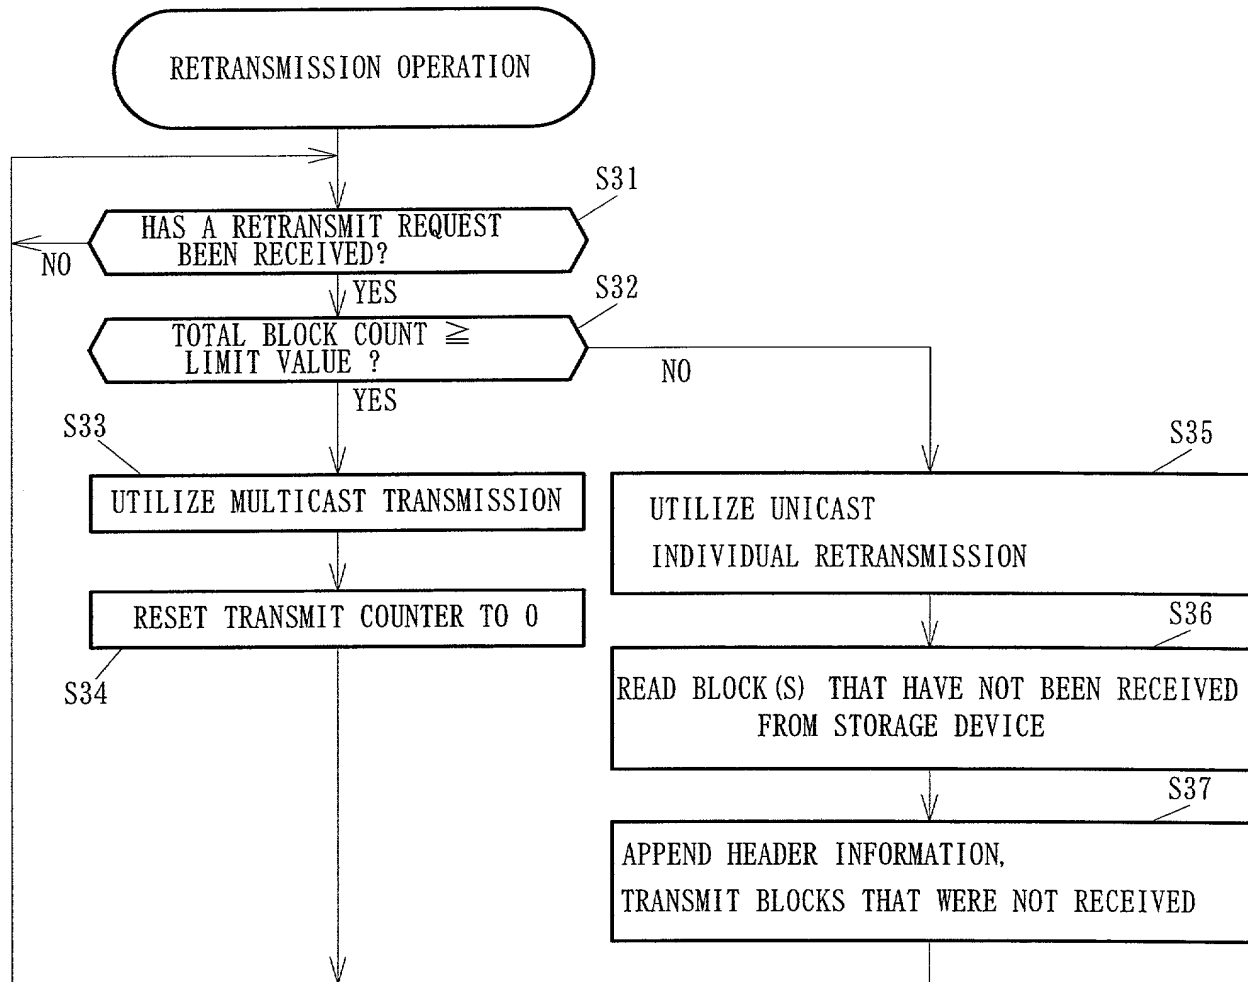 RETRANSMISSION OPERATION
S31
HAS A RETRANSMIT REQUEST
BEEN RECEIVED?
NO
YES
S32
TOTAL BLOCK COUNT ≧
LIMIT VALUE ?
NO
YES
S33
UTILIZE MULTICAST TRANSMISSION
S35
UTILIZE UNICAST
INDIVIDUAL RETRANSMISSION
RESET TRANSMIT COUNTER TO 0
S34
S36
READ BLOCK(S) THAT HAVE NOT BEEN RECEIVED
FROM STORAGE DEVICE
S37
APPEND HEADER INFORMATION,
TRANSMIT BLOCKS THAT WERE NOT RECEIVED